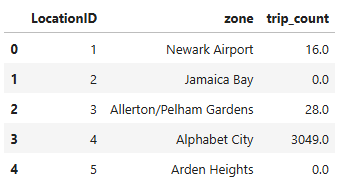 LocationID zone trip_count
0 1 Newark Airport 16.0
1 2 Jamaica Bay 0.0
2 3 Allerton/Pelham Gardens 28.0
3 4 Alphabet City 3049.0
4 5 Arden Heights 0.0